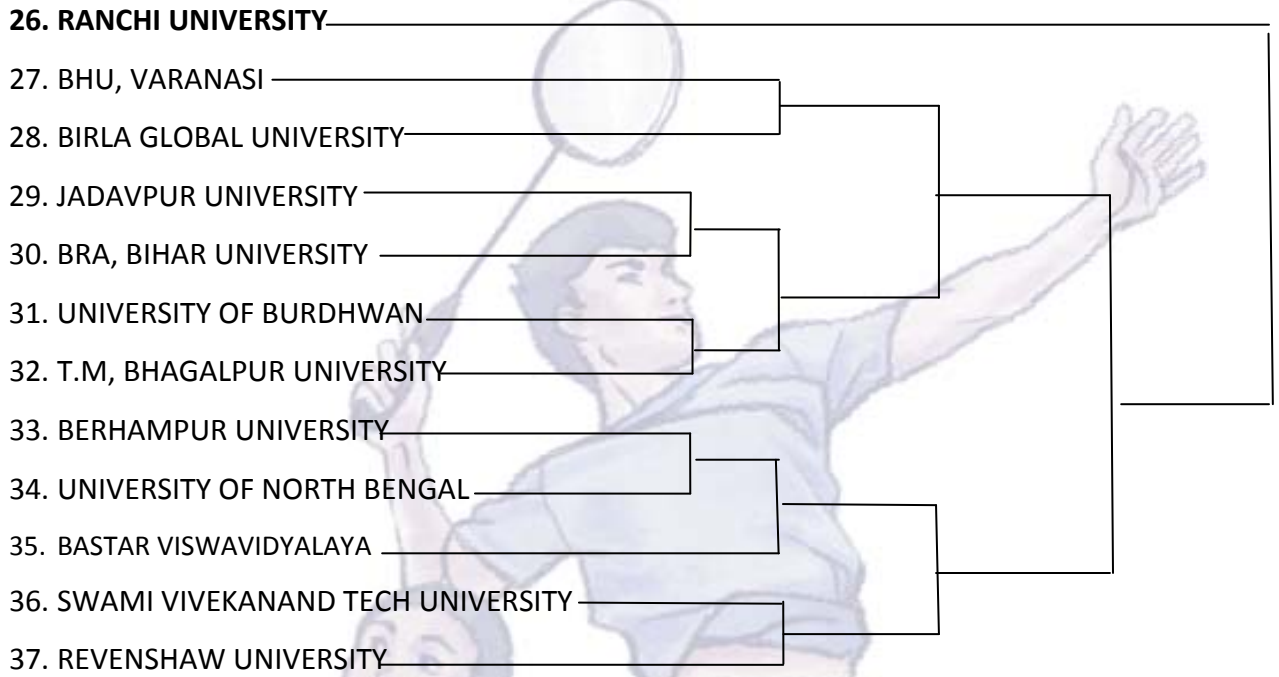 26. RANCHI UNIVERSITY
27. BHU, VARANASI
28. BIRLA GLOBAL UNIVERSITY
29. JADAVPUR UNIVERSITY
30. BRA, BIHAR UNIVERSITY
31. UNIVERSITY OF BURDHWAN
32. T.M, BHAGALPUR UNIVERSITY
33. BERHAMPUR UNIVERSITY
34. UNIVERSITY OF NORTH BENGAL
35. BASTAR VISWAVIDYALAYA
36. SWAMI VIVEKANAND TECH UNIVERSITY
37. REVENSHAW UNIVERSITY